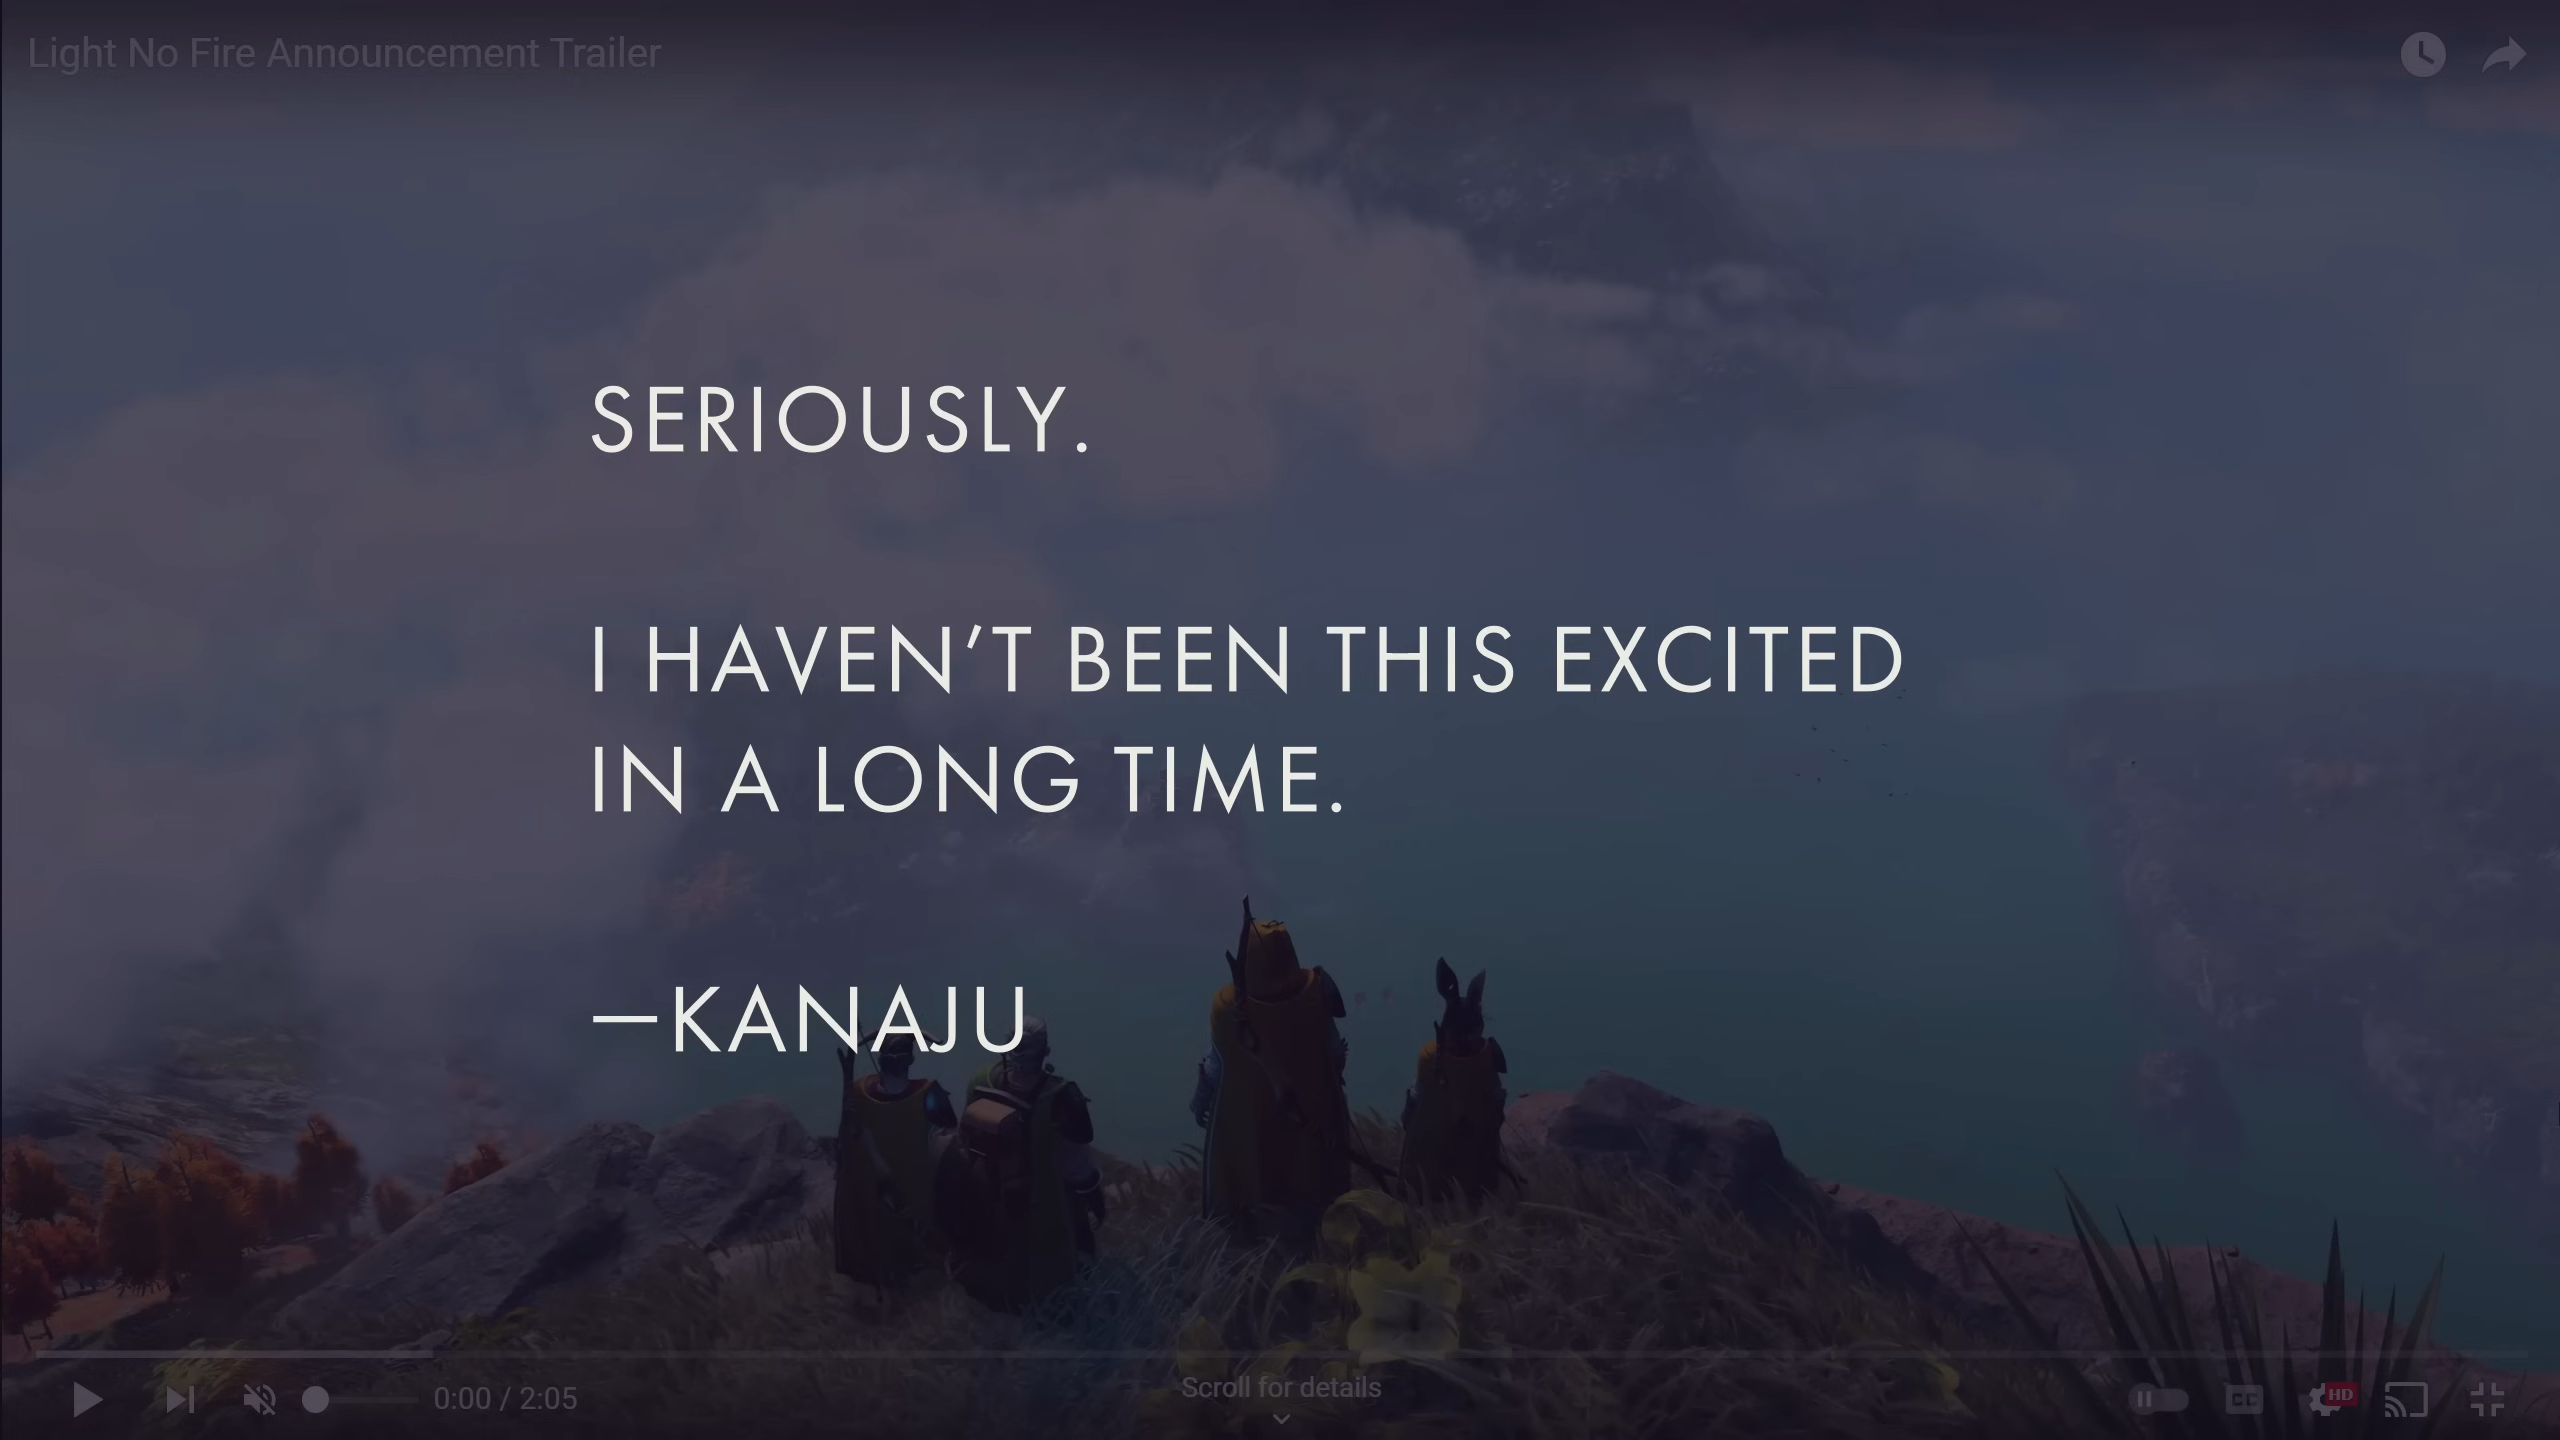 Light No Fire Announcement Trailer
SERIOUSLY.
I HAVEN'T BEEN THIS EXCITED
IN A LONG TIME.
—KANAJU
0:00 / 2:05
Scroll for details
CC
HD